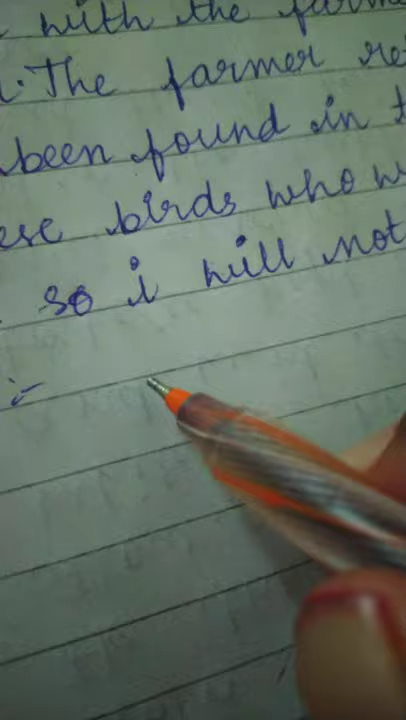 with the
. The farmer
been found in
birds who
so i will not
:-